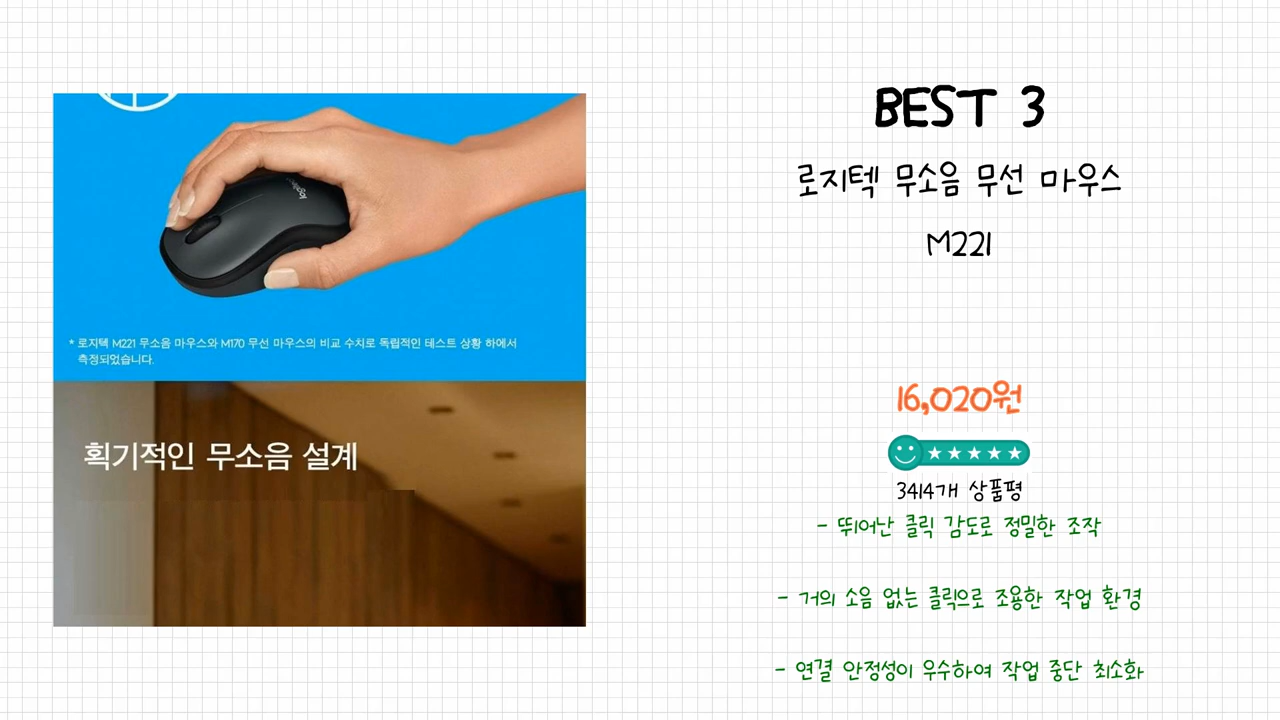 BEST 3
로지텍 무소음 무선 마우스
M221
logitech
* 로지텍 M221 무소음 마우스와 M170 무선 마우스의 비교 수치로 독립적인 테스트 상황 하에서
측정되었습니다.
획기적인 무소음 설계
16,020원
3414개 상품평
- 뛰어난 클릭 감도로 정밀한 조작
- 거의 소음 없는 클릭으로 조용한 작업 환경
- 연결 안정성이 우수하여 작업 중단 최소화